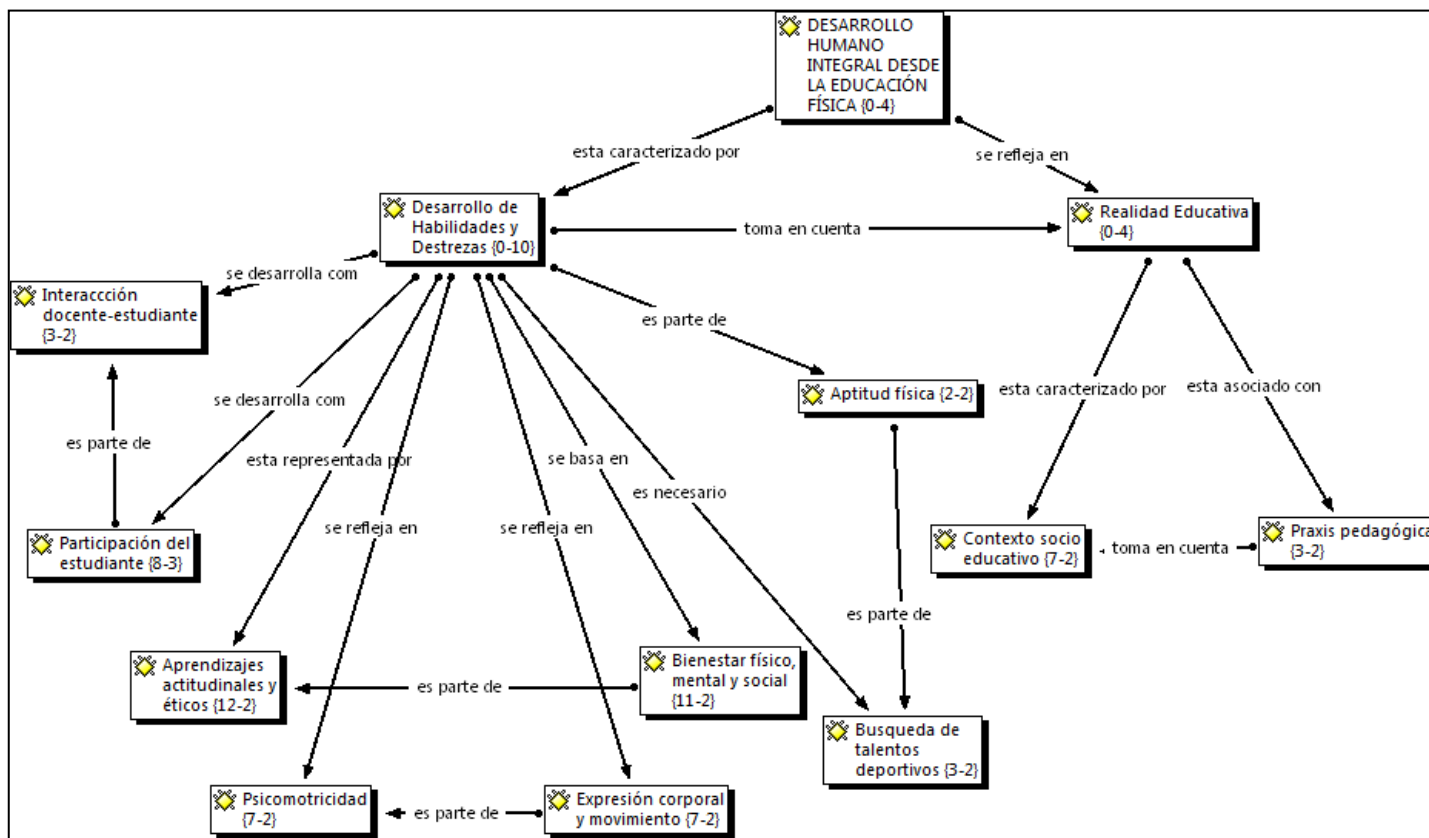 DESARROLLO
HUMANO
INTEGRAL DESDE
LA EDUCACIÓN
FÍSICA {0-4}
esta caracterizado por
se refleja en
Desarrollo de
Habilidades y
Destrezas {0-10}
toma en cuenta
Realidad Educativa
{0-4}
se desarrolla com
Interaccción
docente-estudiante
{3-2}
es parte de
Aptitud física {2-2}
esta caracterizado por
esta asociado con
se desarrolla com
es parte de
esta representada por
se basa en
es necesario
se refleja en
se refleja en
Participación del
estudiante {8-3}
Contexto socio
educativo {7-2}
toma en cuenta
Praxis pedagógica
{3-2}
es parte de
Aprendizajes
actitudinales y
éticos {12-2}
es parte de
Bienestar físico,
mental y social
{11-2}
Busqueda de
talentos
deportivos {3-2}
Psicomotricidad
{7-2}
es parte de
Expresión corporal
y movimiento {7-2}